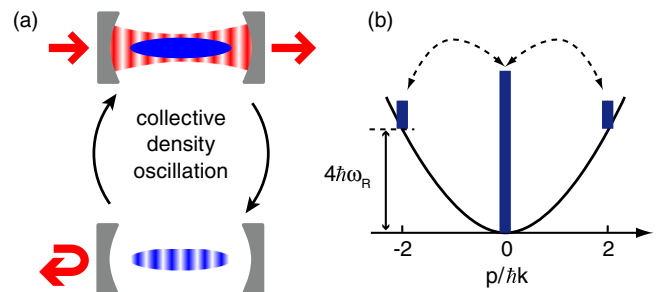 (a)
collective
density
oscillation
(b)
4ħω_R
-2
0
2
p/ħk